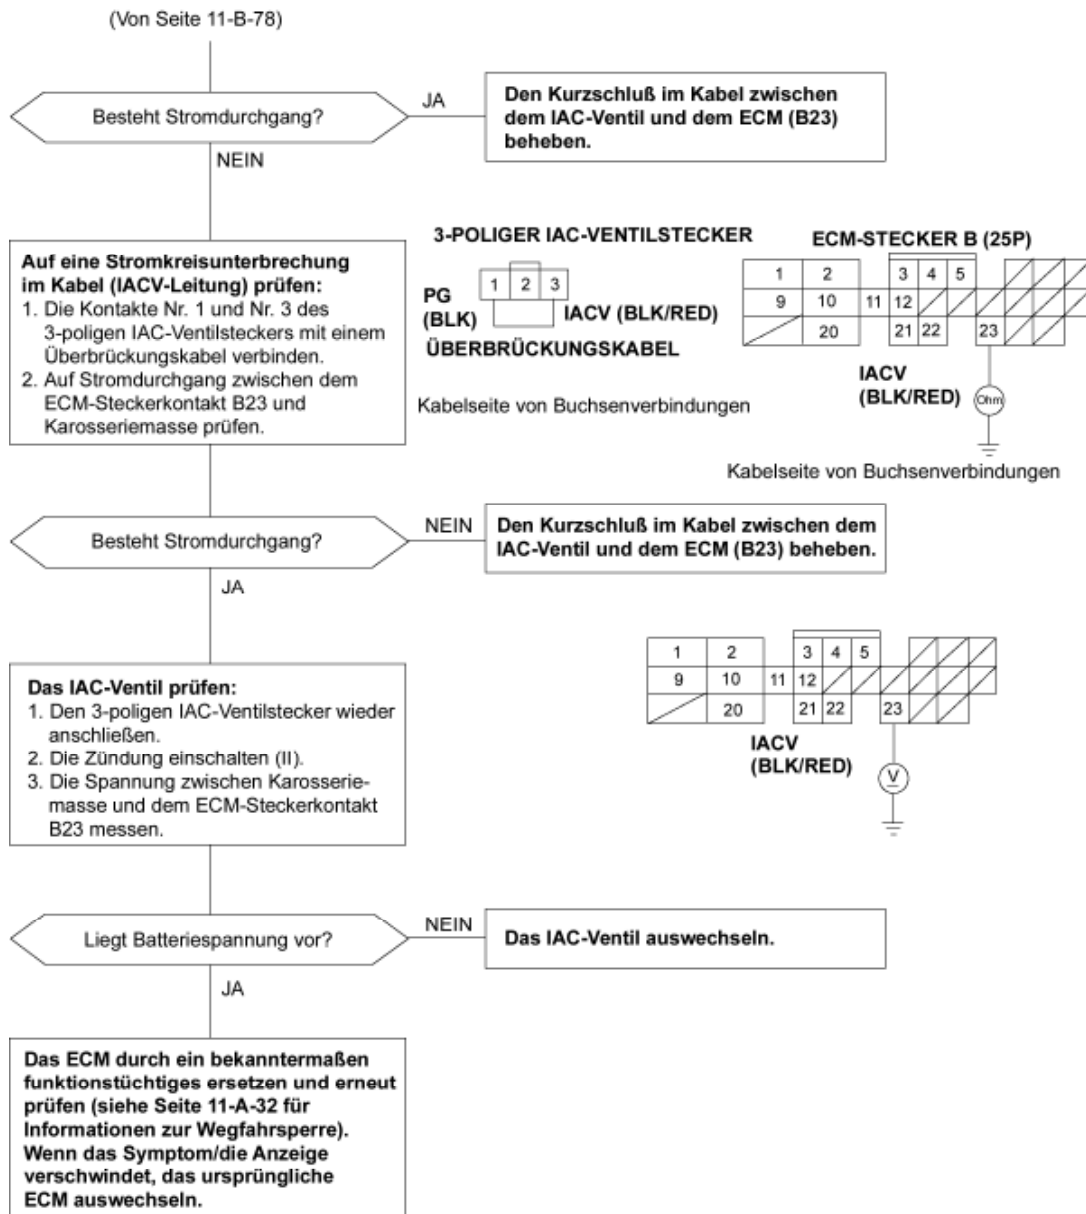 (Von Seite 11-B-78)
Besteht Stromdurchgang?
JA
Den Kurzschluß im Kabel zwischen
dem IAC-Ventil und dem ECM (B23)
beheben.
NEIN
Auf eine Stromkreisunterbrechung
im Kabel (IACV-Leitung) prüfen:
1. Die Kontakte Nr. 1 und Nr. 3 des
3-poligen IAC-Ventilsteckers mit einem
Überbrückungskabel verbinden.
2. Auf Stromdurchgang zwischen dem
ECM-Steckerkontakt B23 und
Karosseriemasse prüfen.
3-POLIGER IAC-VENTILSTECKER
1 2 3
PG
(BLK)
IACV (BLK/RED)
ÜBERBRÜCKUNGSKABEL
Kabelseite von Buchsenverbindungen
ECM-STECKER B (25P)
1 2 3 4 5
9 10 11 12
20 21 22 23
IACV
(BLK/RED)
Ohm
Kabelseite von Buchsenverbindungen
Besteht Stromdurchgang?
NEIN
Den Kurzschluß im Kabel zwischen dem
IAC-Ventil und dem ECM (B23) beheben.
JA
Das IAC-Ventil prüfen:
1. Den 3-poligen IAC-Ventilstecker wieder
anschließen.
2. Die Zündung einschalten (II).
3. Die Spannung zwischen Karosserie-
masse und dem ECM-Steckerkontakt
B23 messen.
1 2 3 4 5
9 10 11 12
20 21 22 23
IACV
(BLK/RED)
V
Liegt Batteriespannung vor?
NEIN
Das IAC-Ventil auswechseln.
JA
Das ECM durch ein bekanntermaßen
funktionstüchtiges ersetzen und erneut
prüfen (siehe Seite 11-A-32 für
Informationen zur Wegfahrsperre).
Wenn das Symptom/die Anzeige
verschwindet, das ursprüngliche
ECM auswechseln.